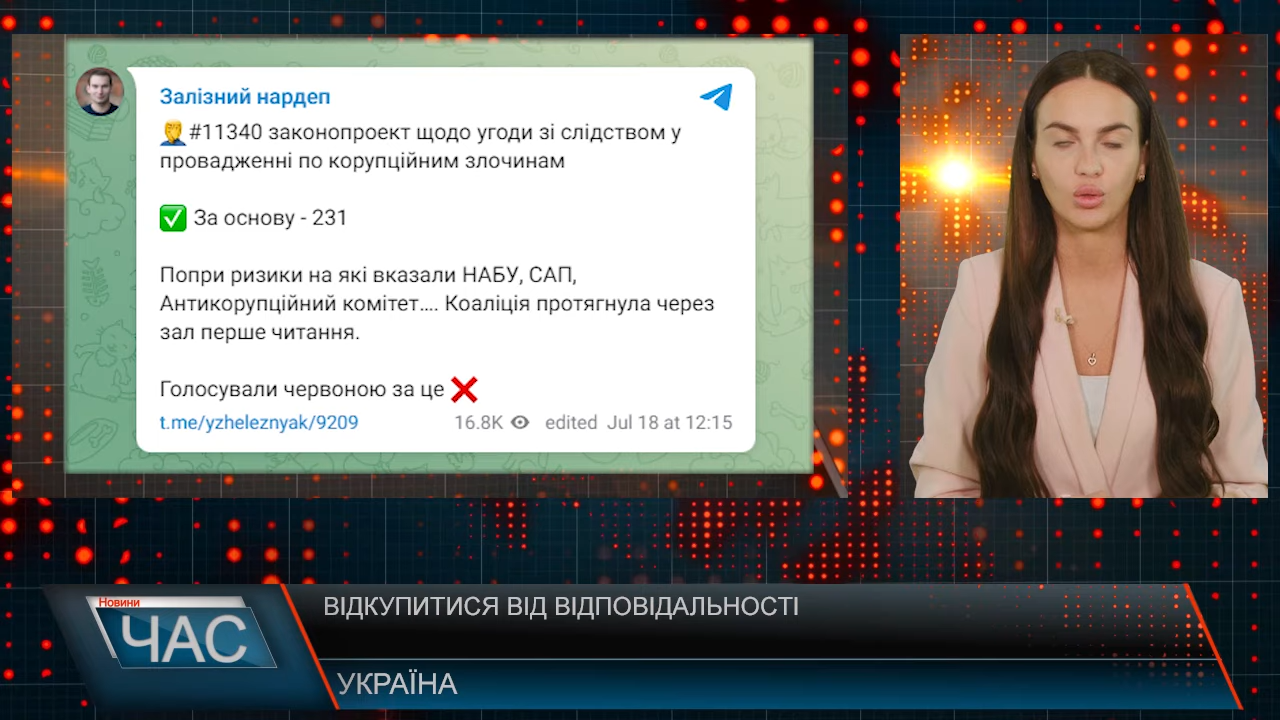 Залізний нардеп
🤦#11340 законопроект щодо угоди зі слідством у
провадженні по корупційним злочинам
✅ За основу - 231
Попри ризики на які вказали НАБУ, САП,
Антикорупційний комітет.... Коаліція протягнула через
зал перше читання.
Голосували червоною за це ❌
t.me/yzheleznyak/9209 16.8K edited Jul 18 at 12:15
Новини
ЧАС
ВІДКУПИТИСЯ ВІД ВІДПОВІДАЛЬНОСТІ
УКРАЇНА